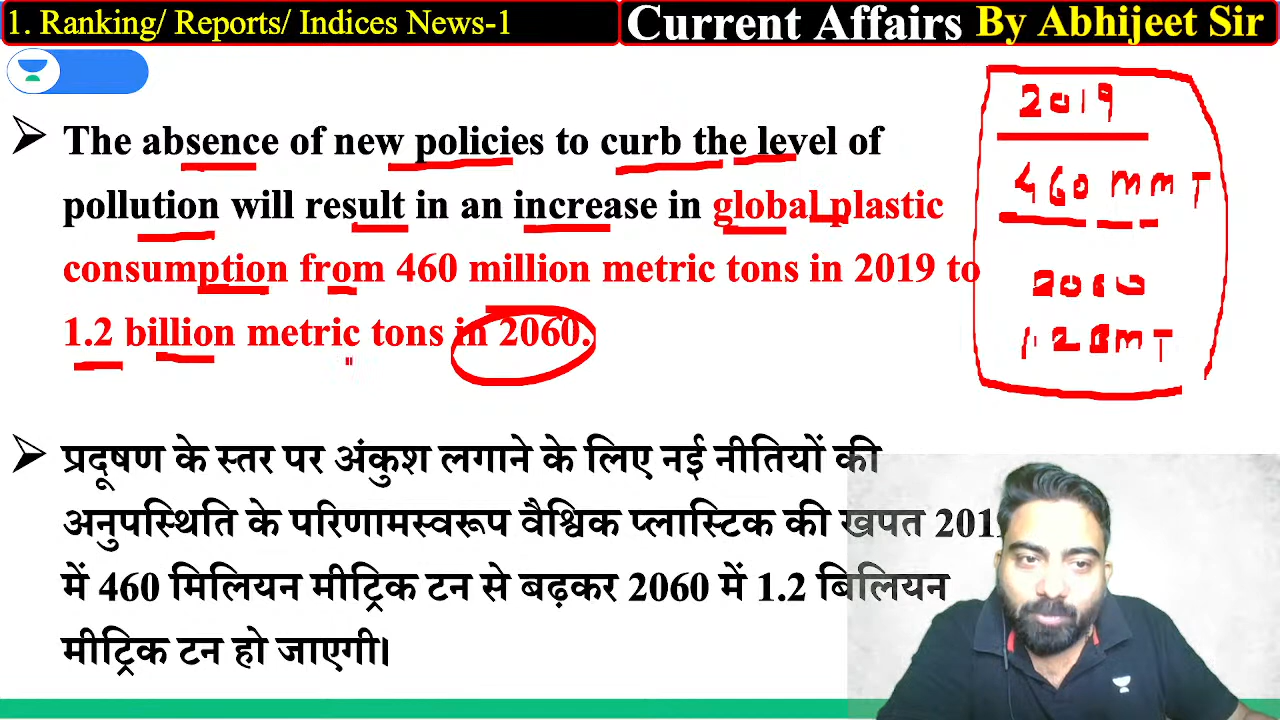 1. Ranking/ Reports/ Indices News-1
Current Affairs By Abhijeet Sir
The absence of new policies to curb the level of
pollution will result in an increase in global plastic
consumption from 460 million metric tons in 2019 to
1.2 billion metric tons in 2060.
2019
460 MMT
1.2BMT
प्रदूषण के स्तर पर अंकुश लगाने के लिए नई नीतियों की
अनुपस्थिति के परिणामस्वरूप वैश्विक प्लास्टिक की खपत
में 460 मिलियन मीट्रिक टन से बढ़कर 2060 में 1.2 बिलियन
मीट्रिक टन हो जाएगी।